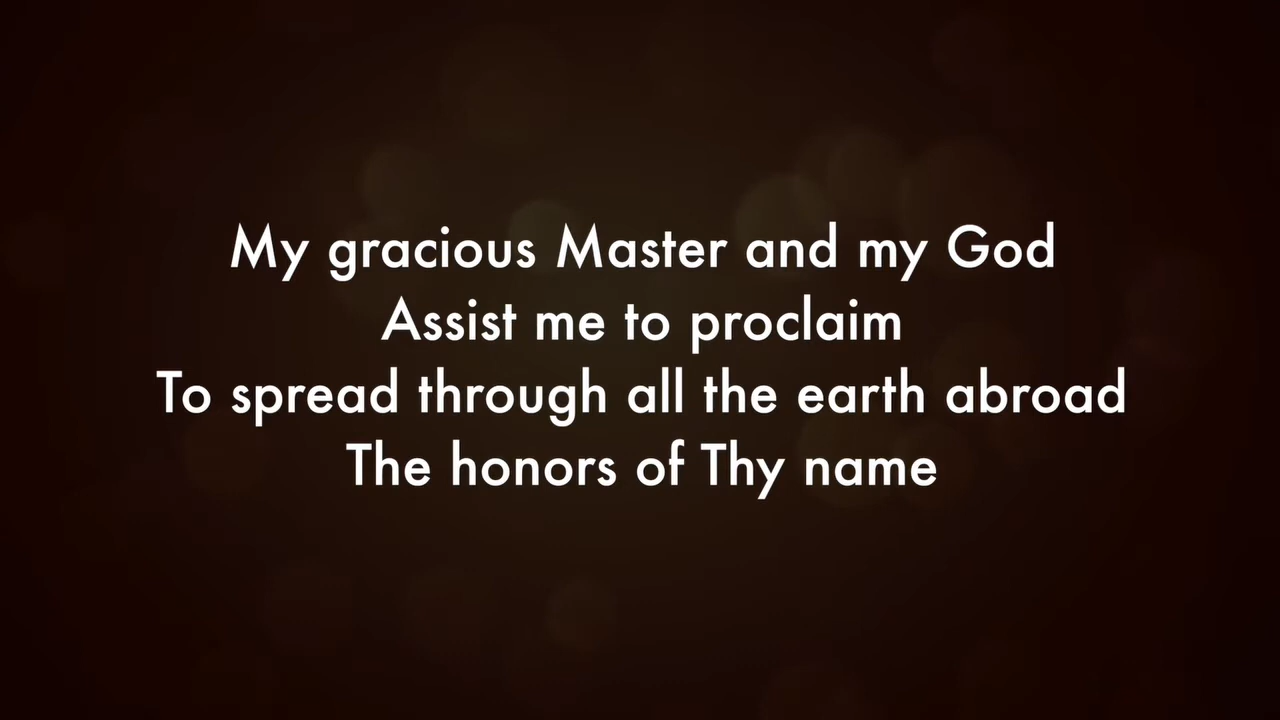 My gracious Master and my God
Assist me to proclaim
To spread through all the earth abroad
The honors of Thy name